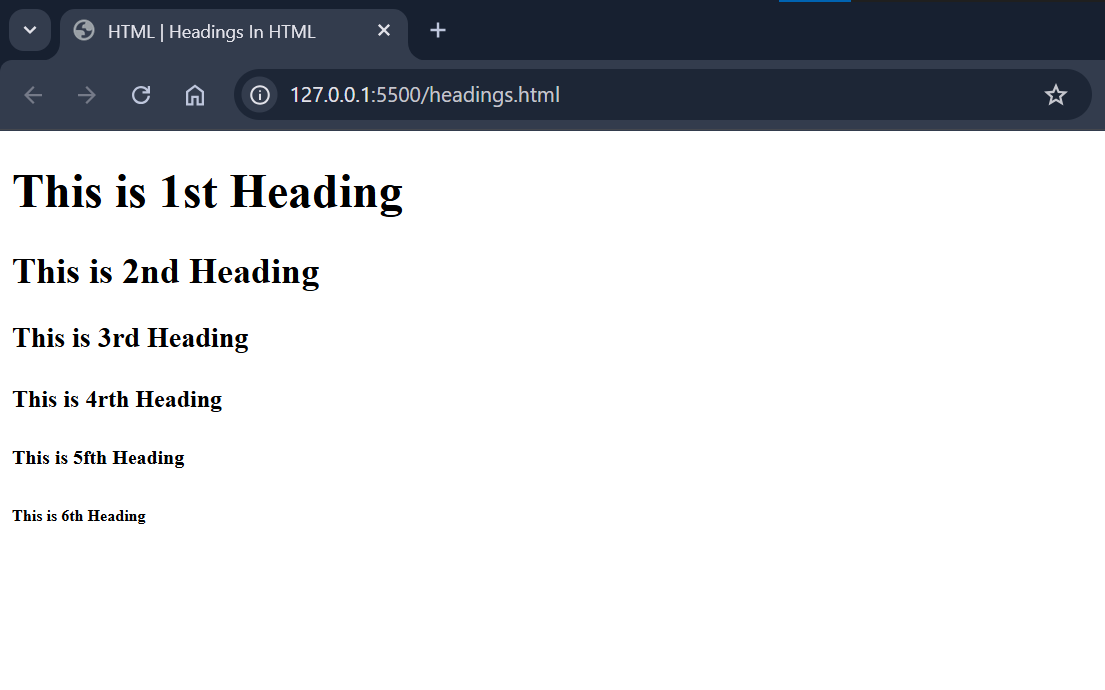 HTML | Headings In HTML
127.0.0.1:5500/headings.html
This is 1st Heading
This is 2nd Heading
This is 3rd Heading
This is 4rth Heading
This is 5fth Heading
This is 6th Heading